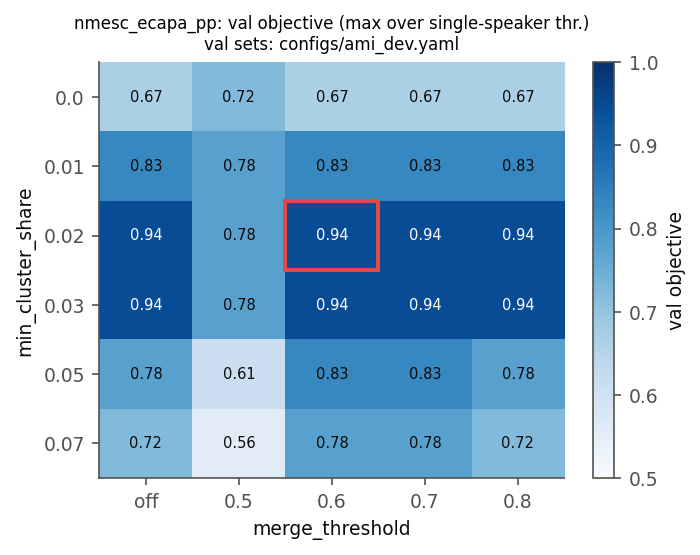 nmesc_ecapa_pp: val objective (max over single-speaker thr.)
val sets: configs/ami_dev.yaml
min_cluster_share
0.0 0.67 0.72 0.67 0.67 0.67
0.01 0.83 0.78 0.83 0.83 0.83
0.02 0.94 0.78 0.94 0.94 0.94
0.03 0.94 0.78 0.94 0.94 0.94
0.05 0.78 0.61 0.83 0.83 0.78
0.07 0.72 0.56 0.78 0.78 0.72
off 0.5 0.6 0.7 0.8
merge_threshold
1.0
0.9
0.8
0.7
0.6
0.5
val objective